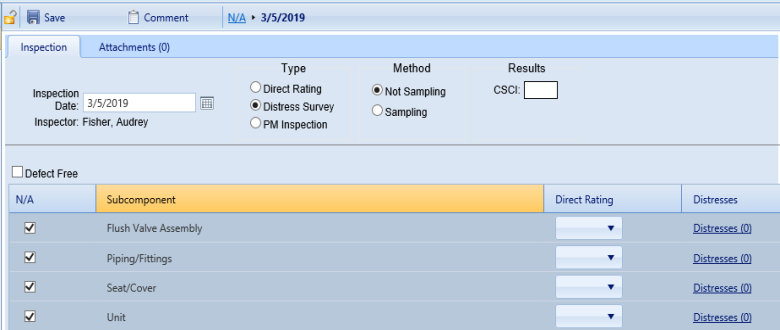 Save Comment N/A ▸ 3/5/2019
Inspection Attachments (0)
Type Method Results
Direct Rating Not Sampling CSCI:
Inspection Date: 3/5/2019 Distress Survey Sampling
Inspector: Fisher, Audrey PM Inspection
Defect Free
N/A Subcomponent Direct Rating Distresses
Flush Valve Assembly Distresses (0)
Piping/Fittings Distresses (0)
Seat/Cover Distresses (0)
Unit Distresses (0)